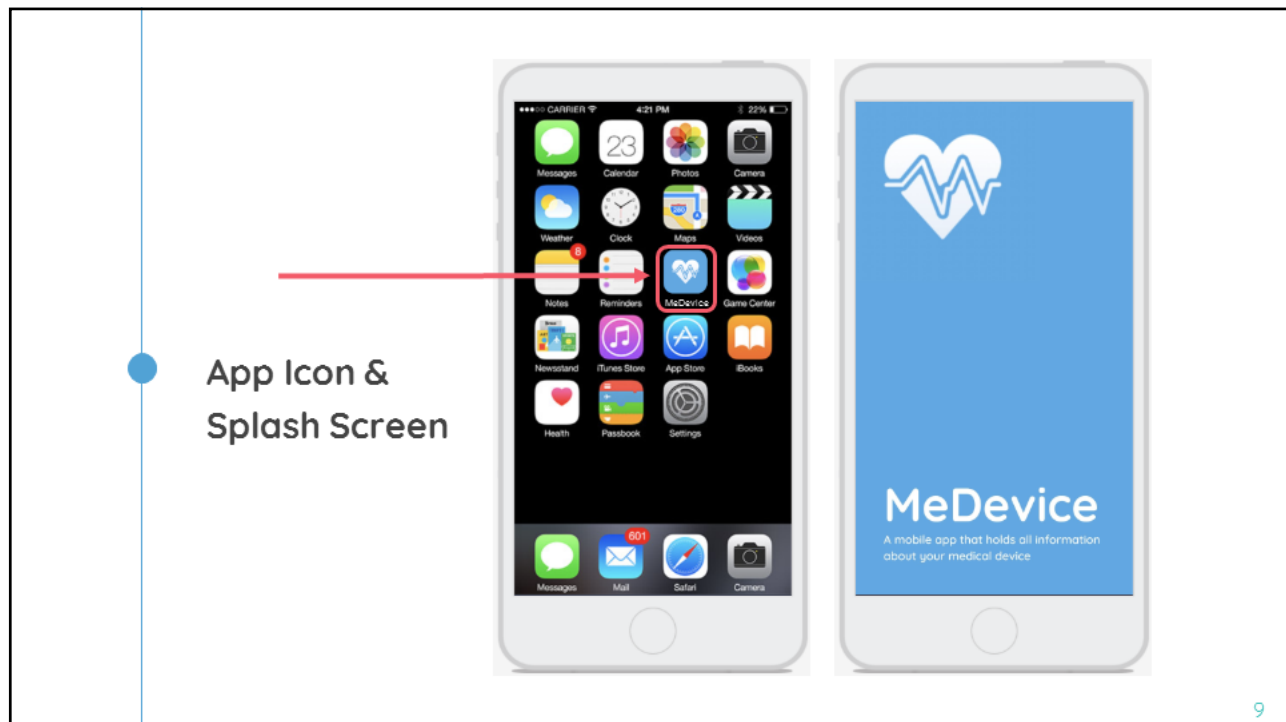 App Icon &
Splash Screen
CARRIER 4:21 PM 22%
23
Messages Calendar Photos Camera
280
Weather Clock Maps Videos
8
Notes Reminders MeDevice Game Center
Newsstand iTunes Store App Store iBooks
Health Passbook Settings
601
Messages Mail Safari Camera
MeDevice
A mobile app that holds all information
about your medical device
9